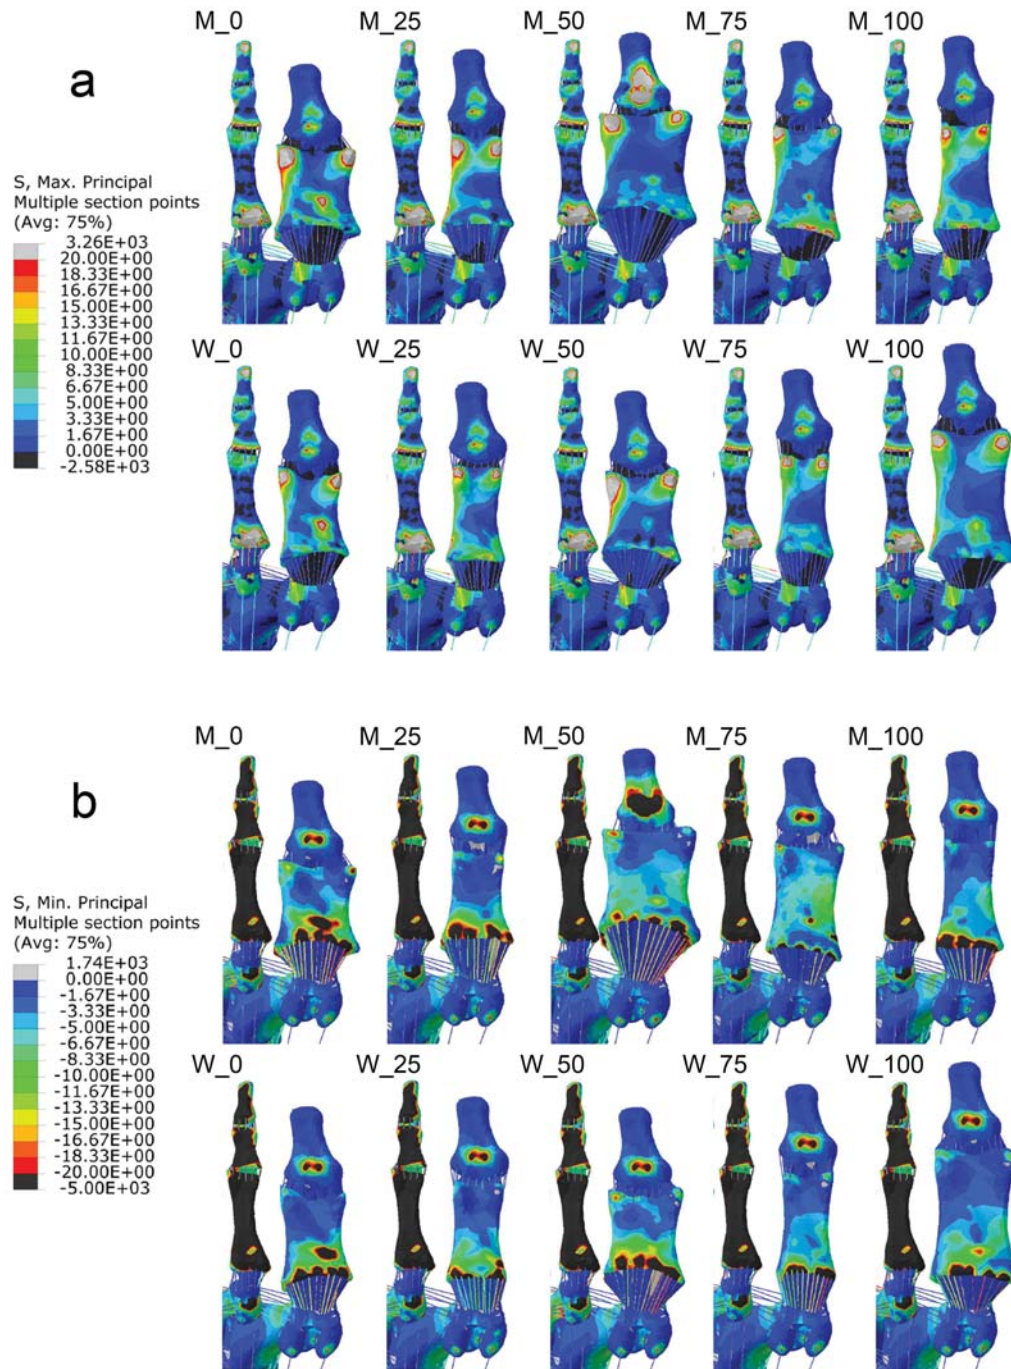 M_0 M_25 M_50 M_75 M_100
a
S, Max. Principal
Multiple section points
(Avg: 75%)
3.26E+03
20.00E+00
18.33E+00
16.67E+00
15.00E+00
13.33E+00
11.67E+00
10.00E+00
8.33E+00
6.67E+00
5.00E+00
3.33E+00
1.67E+00
0.00E+00
-2.58E+03
W_0 W_25 W_50 W_75 W_100
M_0 M_25 M_50 M_75 M_100
b
S, Min. Principal
Multiple section points
(Avg: 75%)
1.74E+03
0.00E+00
-1.67E+00
-3.33E+00
-5.00E+00
-6.67E+00
-8.33E+00
-10.00E+00
-11.67E+00
-13.33E+00
-15.00E+00
-16.67E+00
-18.33E+00
-20.00E+00
-5.00E+03
W_0 W_25 W_50 W_75 W_100